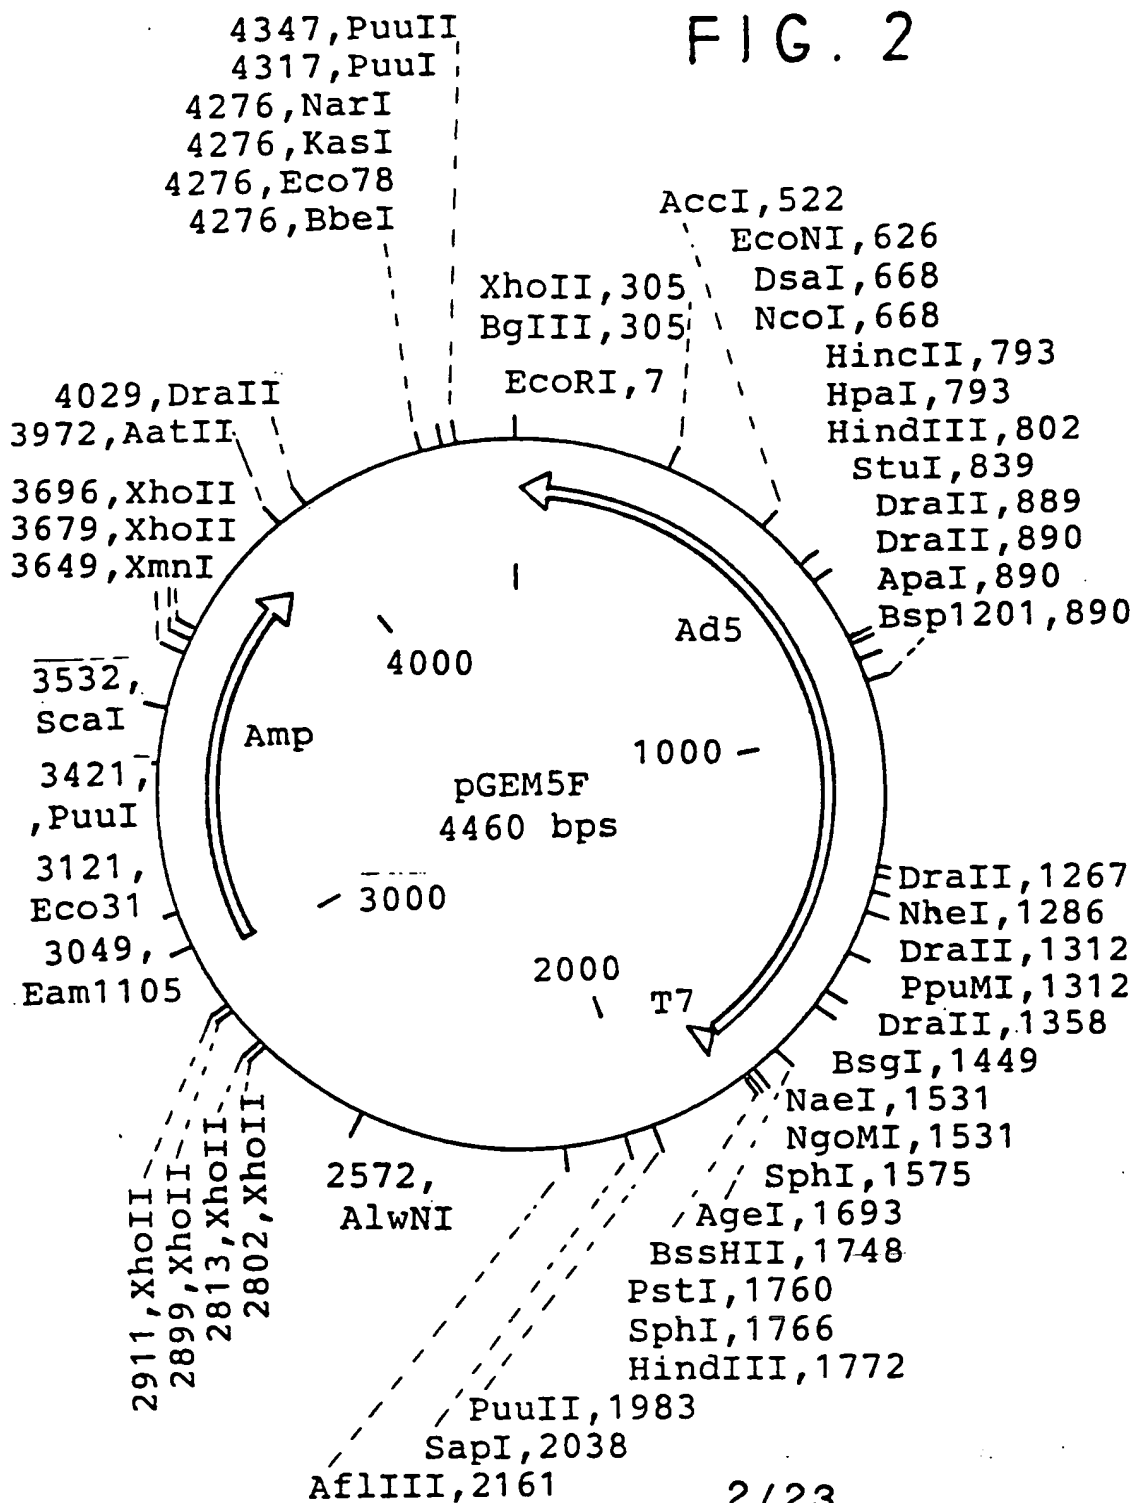 FIG. 2
4347,PuuII
4317,PuuI
4276,NarI
4276,KasI
4276,Eco78
4276,BbeI
AccI,522
EcoNI,626
DsaI,668
NcoI,668
XhoII,305
BgIII,305
EcoRI,7
HincII,793
HpaI,793
HindIII,802
StuI,839
DraII,889
DraII,890
ApaI,890
Bsp1201,890
4029,DraII
3972,AatII
3696,XhoII
3679,XhoII
3649,XmnI
3532,
ScaI
3421,
,PuuI
3121,
Eco31
3049,
Eam1105
Ad5
4000
Amp
1000
pGEM5F
4460 bps
3000
2000
T7
DraII,1267
NheI,1286
DraII,1312
PpuMI,1312
DraII,1358
BsgI,1449
NaeI,1531
NgoMI,1531
SphI,1575
AgeI,1693
BssHII,1748
PstI,1760
SphI,1766
HindIII,1772
PuuII,1983
SapI,2038
AflIII,2161
2572,
AlwNI
2911,XhoII
2899,XhoII
2813,XhoII
2802,XhoII
2/23